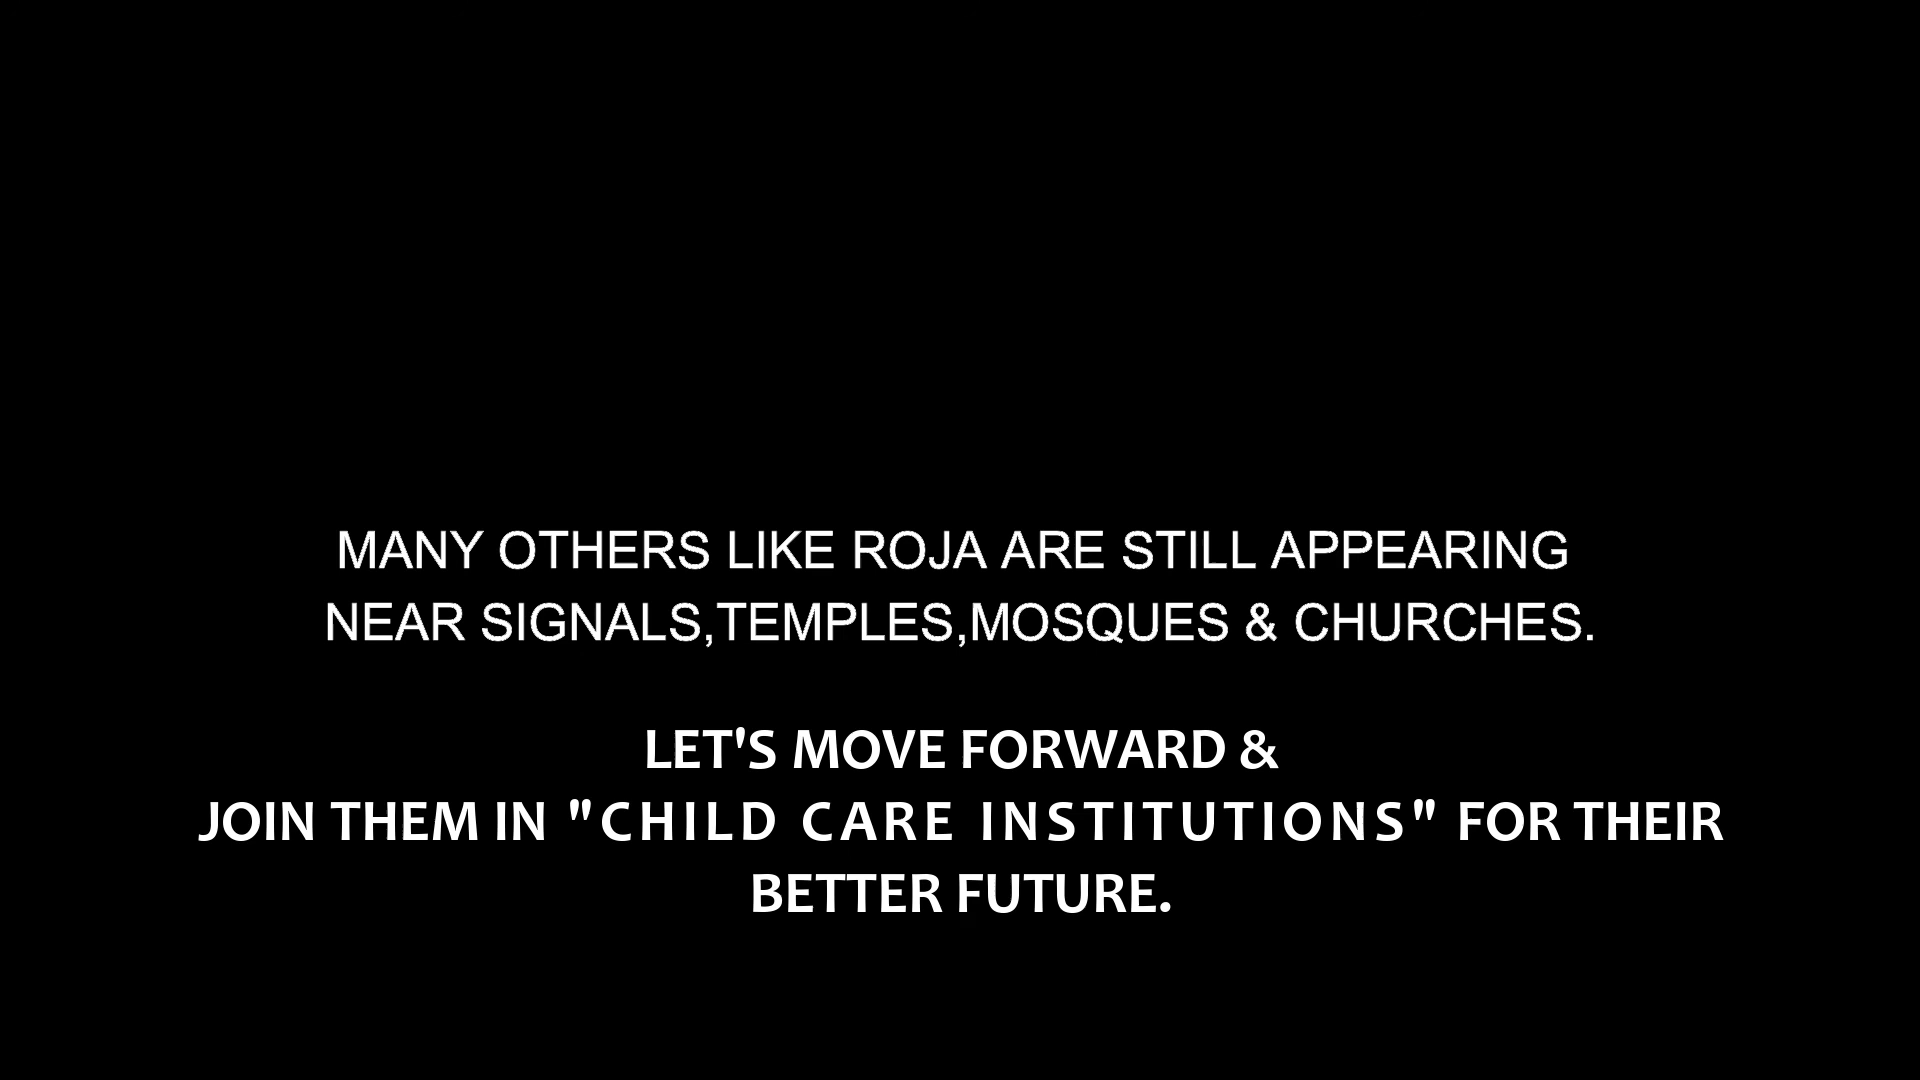 MANY OTHERS LIKE ROJA ARE STILL APPEARING
NEAR SIGNALS,TEMPLES,MOSQUES & CHURCHES.
LET'S MOVE FORWARD &
JOIN THEM IN "CHILD CARE INSTITUTIONS" FOR THEIR
BETTER FUTURE.